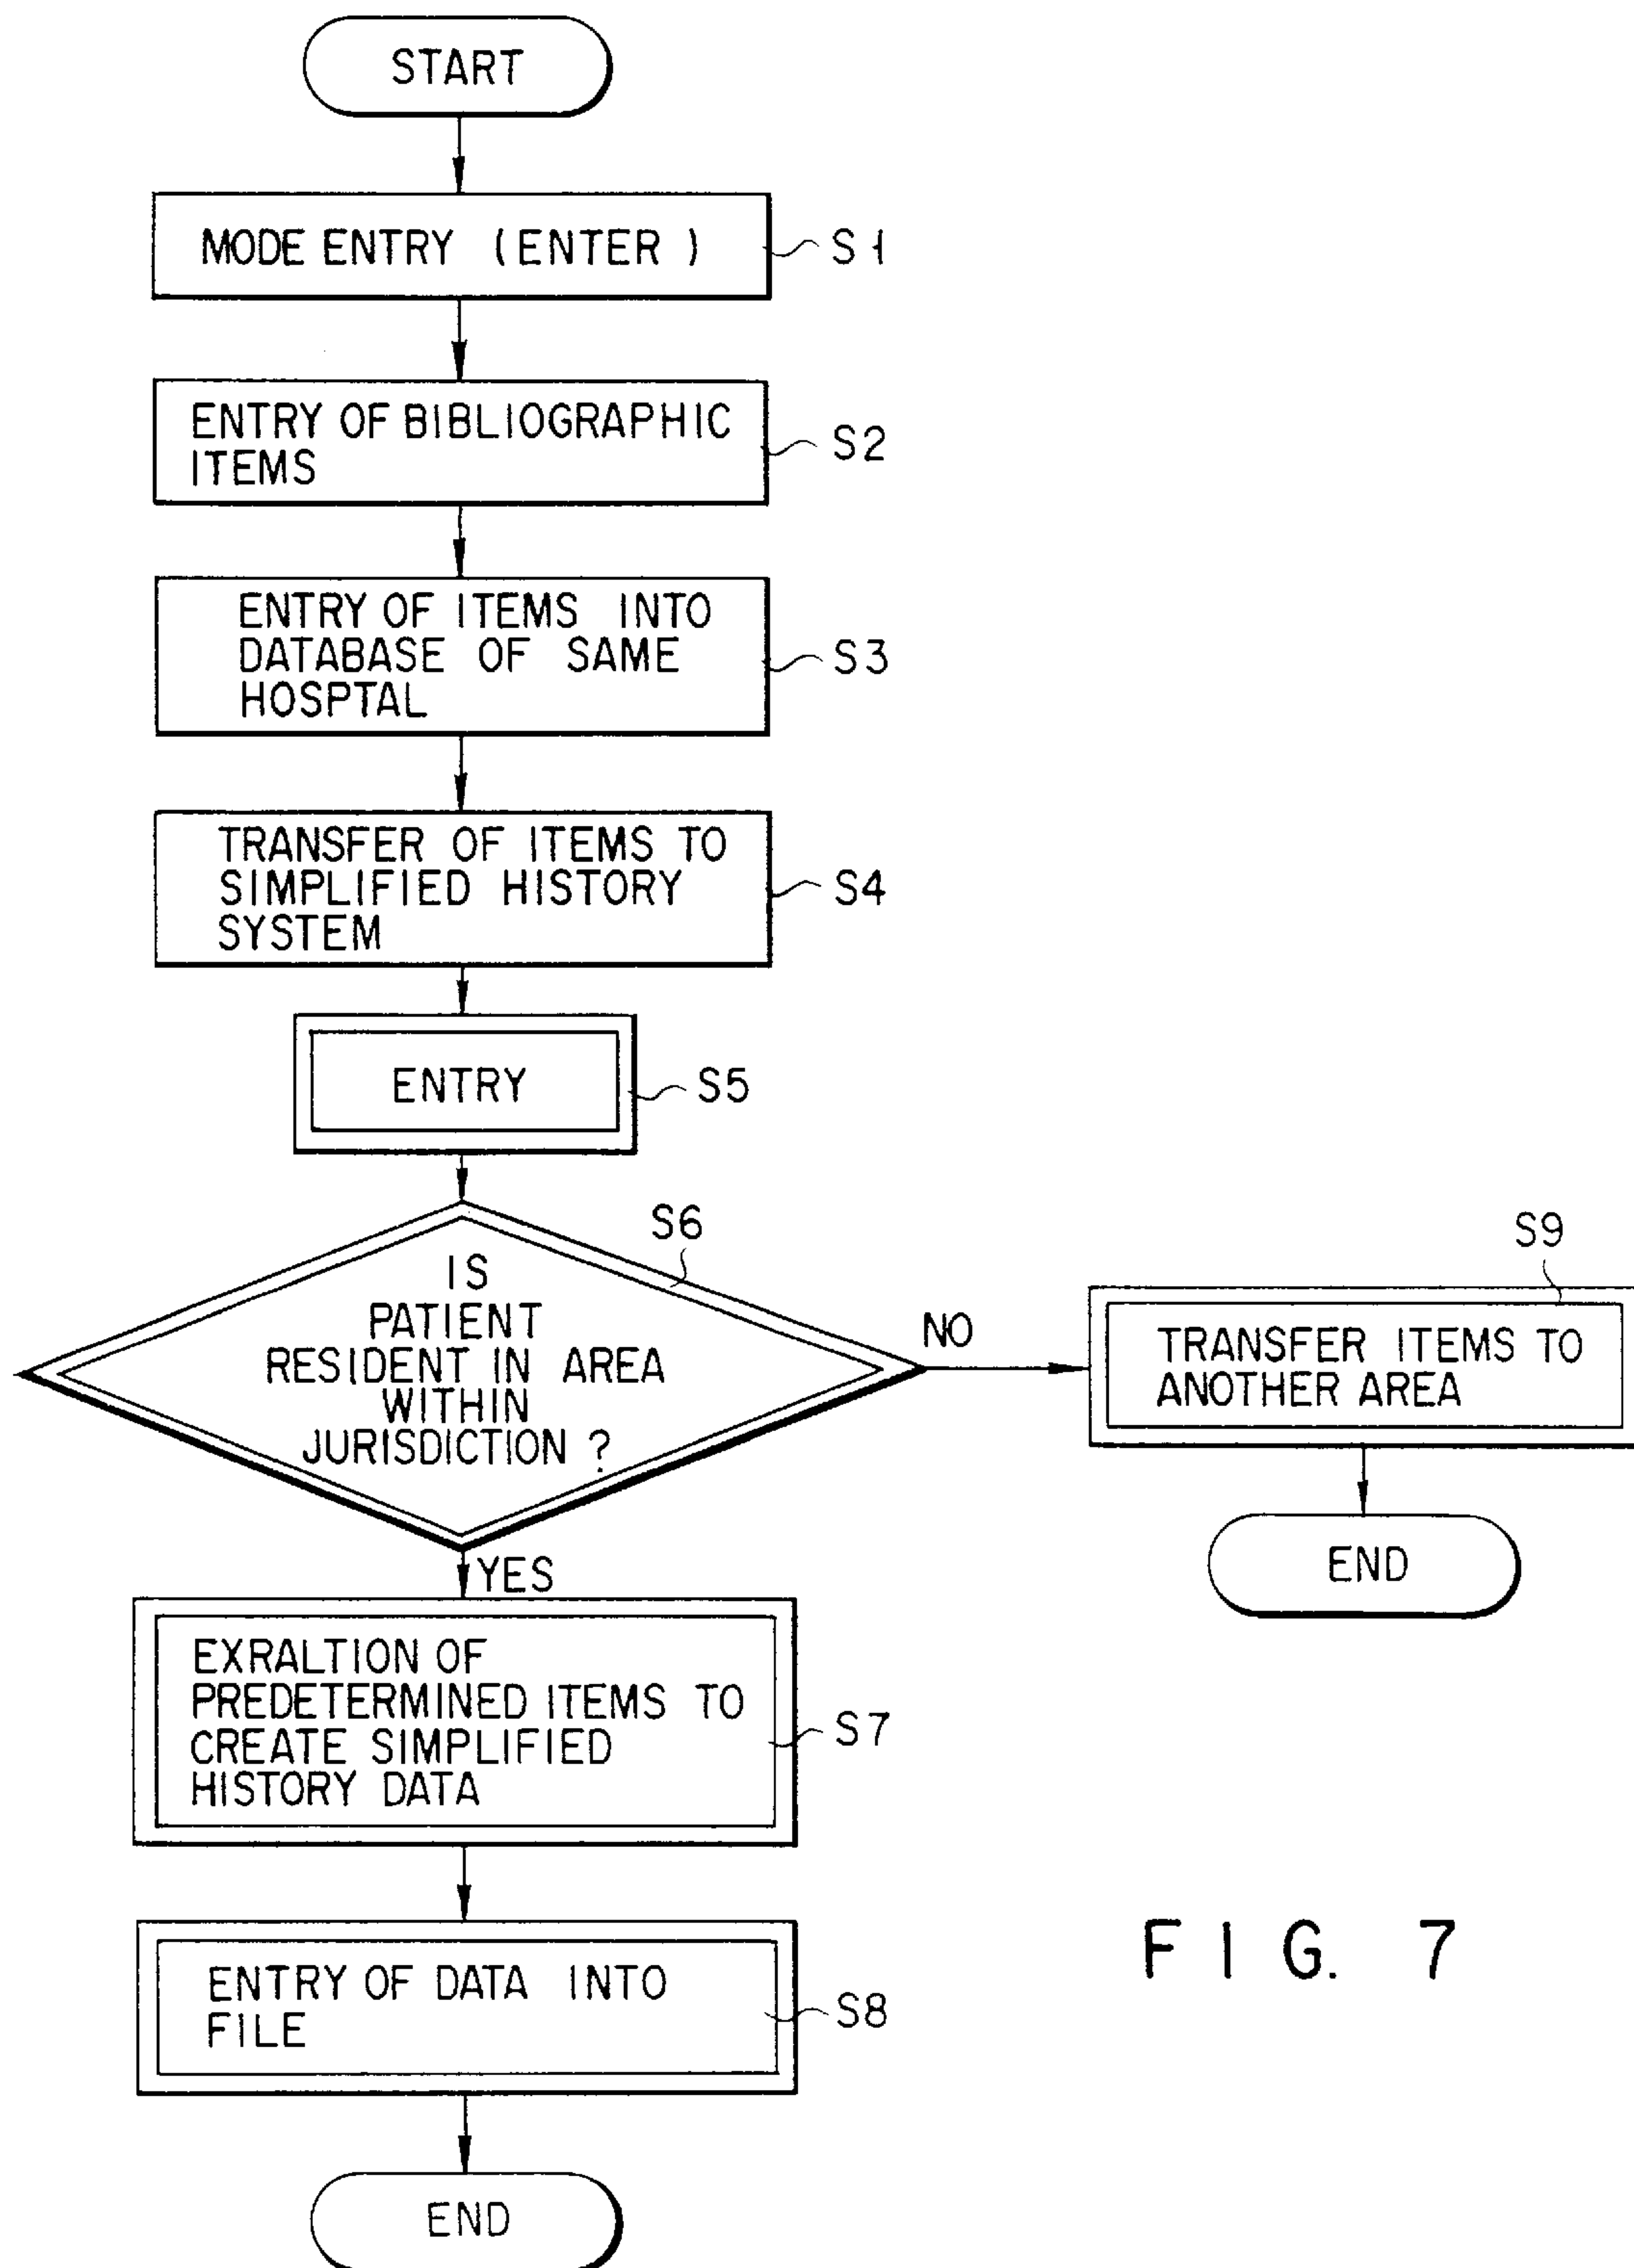 START
MODE ENTRY (ENTER)
S1
ENTRY OF BIBLIOGRAPHIC
ITEMS
S2
ENTRY OF ITEMS INTO
DATABASE OF SAME
HOSPTAL
S3
TRANSFER OF ITEMS TO
SIMPLIFIED HISTORY
SYSTEM
S4
ENTRY
S5
S6
IS
PATIENT
RESIDENT IN AREA
WITHIN
JURISDICTION ?
NO
S9
TRANSFER ITEMS TO
ANOTHER AREA
END
YES
EXRALTION OF
PREDETERMINED ITEMS TO
CREATE SIMPLIFIED
HISTORY DATA
S7
ENTRY OF DATA INTO
FILE
S8
END
FIG. 7